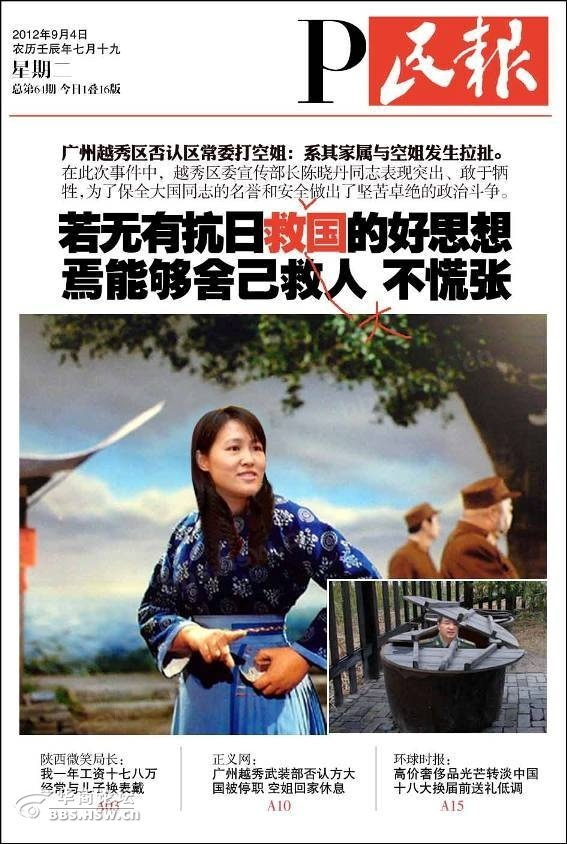 2012年9月4日
农历壬辰年七月十九
星期二
总第61期 今日1叠16版
P民報
广州越秀区否认区常委打空姐：系其家属与空姐发生拉扯。
在此次事件中，越秀区委宣传部长陈晓丹同志表现突出、敢于牺
牲，为了保全大国同志的名誉和安全做出了坚苦卓绝的政治斗争。
若无有抗日救国的好思想
焉能够舍己救人 不慌张
大
陕西微笑局长：
我一年工资十七八万
经常与儿子换表戴
A03
正义网：
广州越秀武装部否认方大
国被停职 空姐回家休息
A10
环球时报：
高价奢侈品光芒转淡中国
十八大换届前送礼低调
A15
华商论坛
BBS.HSW.CN